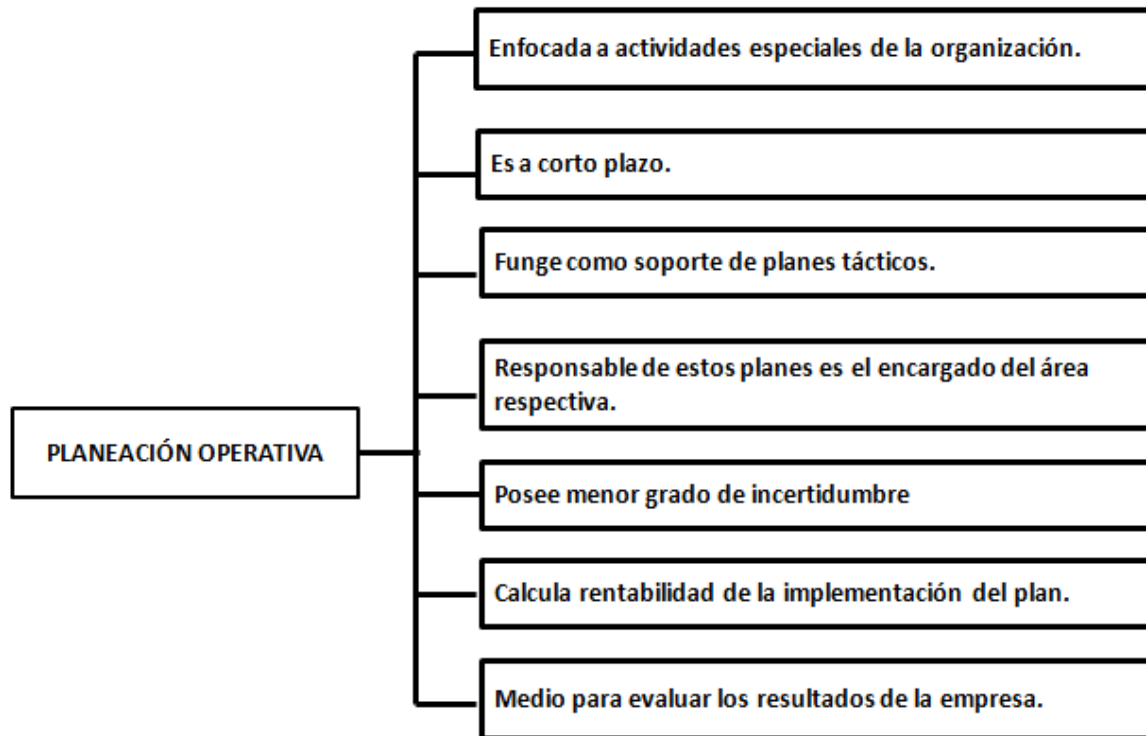 Enfocada a actividades especiales de la organización.
Es a corto plazo.
Funge como soporte de planes tácticos.
Responsable de estos planes es el encargado del área
respectiva.
PLANEACIÓN OPERATIVA
Posee menor grado de incertidumbre
Calcula rentabilidad de la implementación del plan.
Medio para evaluar los resultados de la empresa.